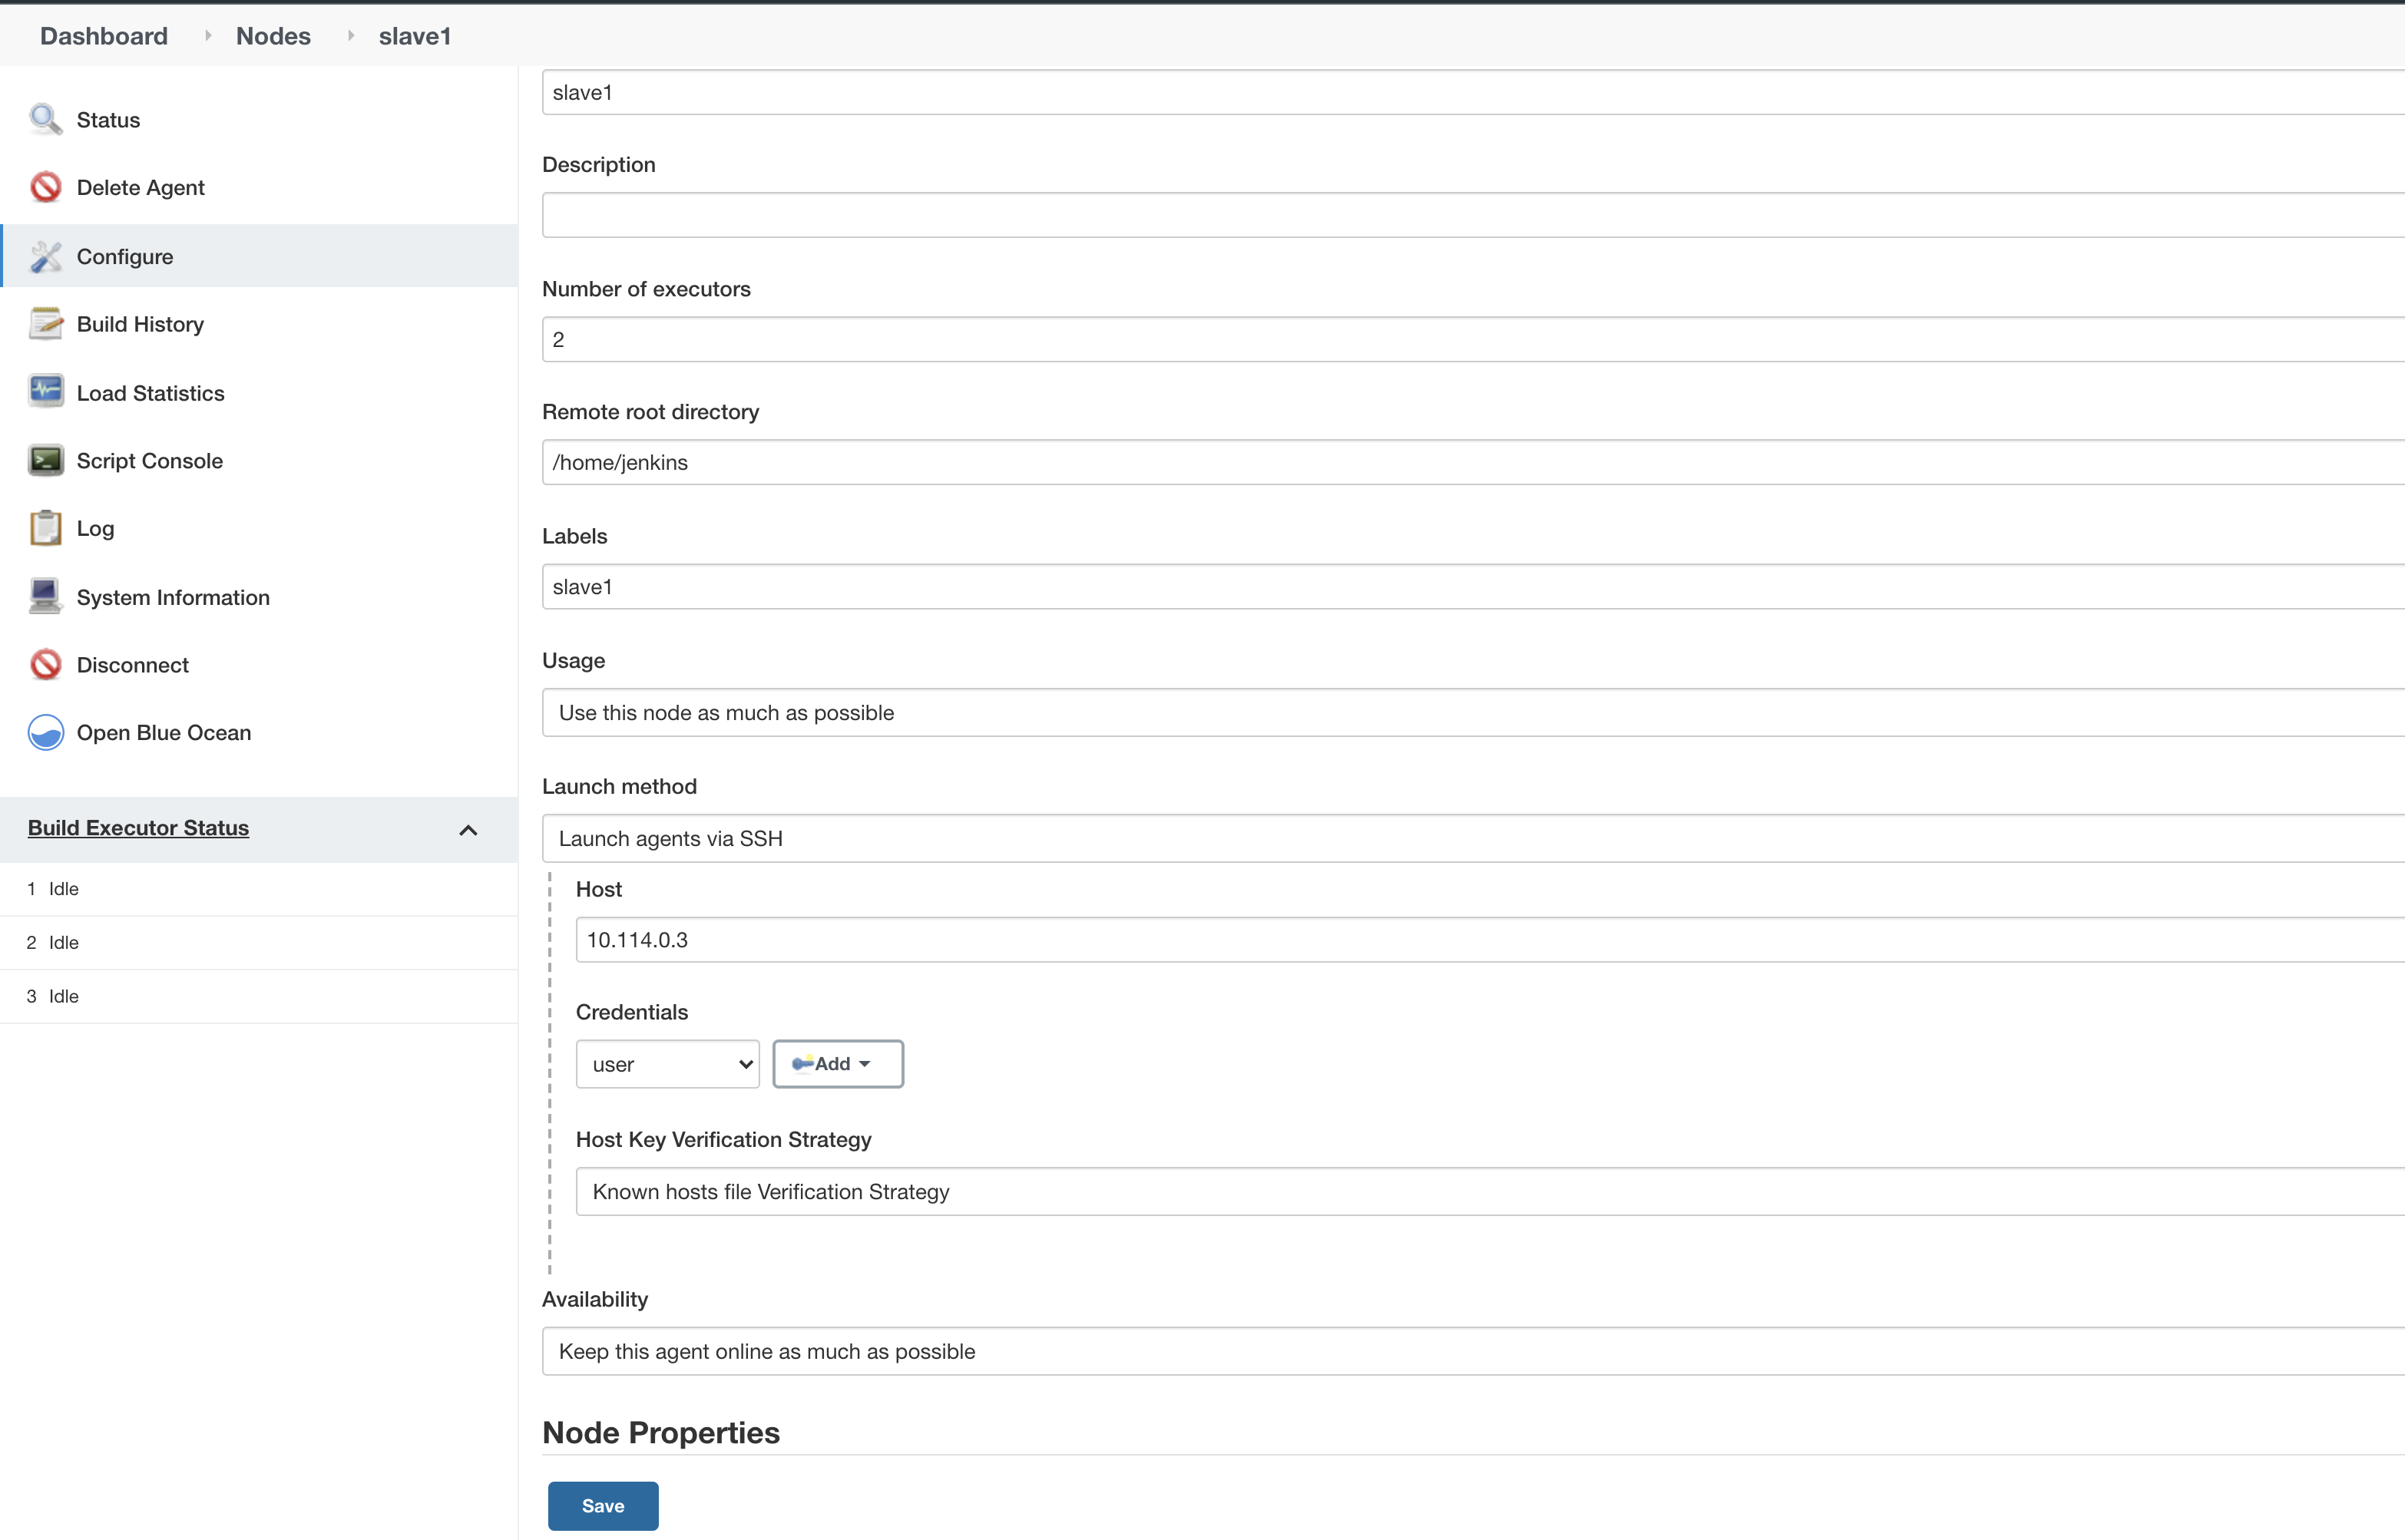 Dashboard Nodes slave1
Status
Delete Agent
Configure
Build History
Load Statistics
Script Console
Log
System Information
Disconnect
Open Blue Ocean
Build Executor Status
1 Idle
2 Idle
3 Idle
slave1
Description
Number of executors
2
Remote root directory
/home/jenkins
Labels
slave1
Usage
Use this node as much as possible
Launch method
Launch agents via SSH
Host
10.114.0.3
Credentials
user Add
Host Key Verification Strategy
Known hosts file Verification Strategy
Availability
Keep this agent online as much as possible
Node Properties
Save